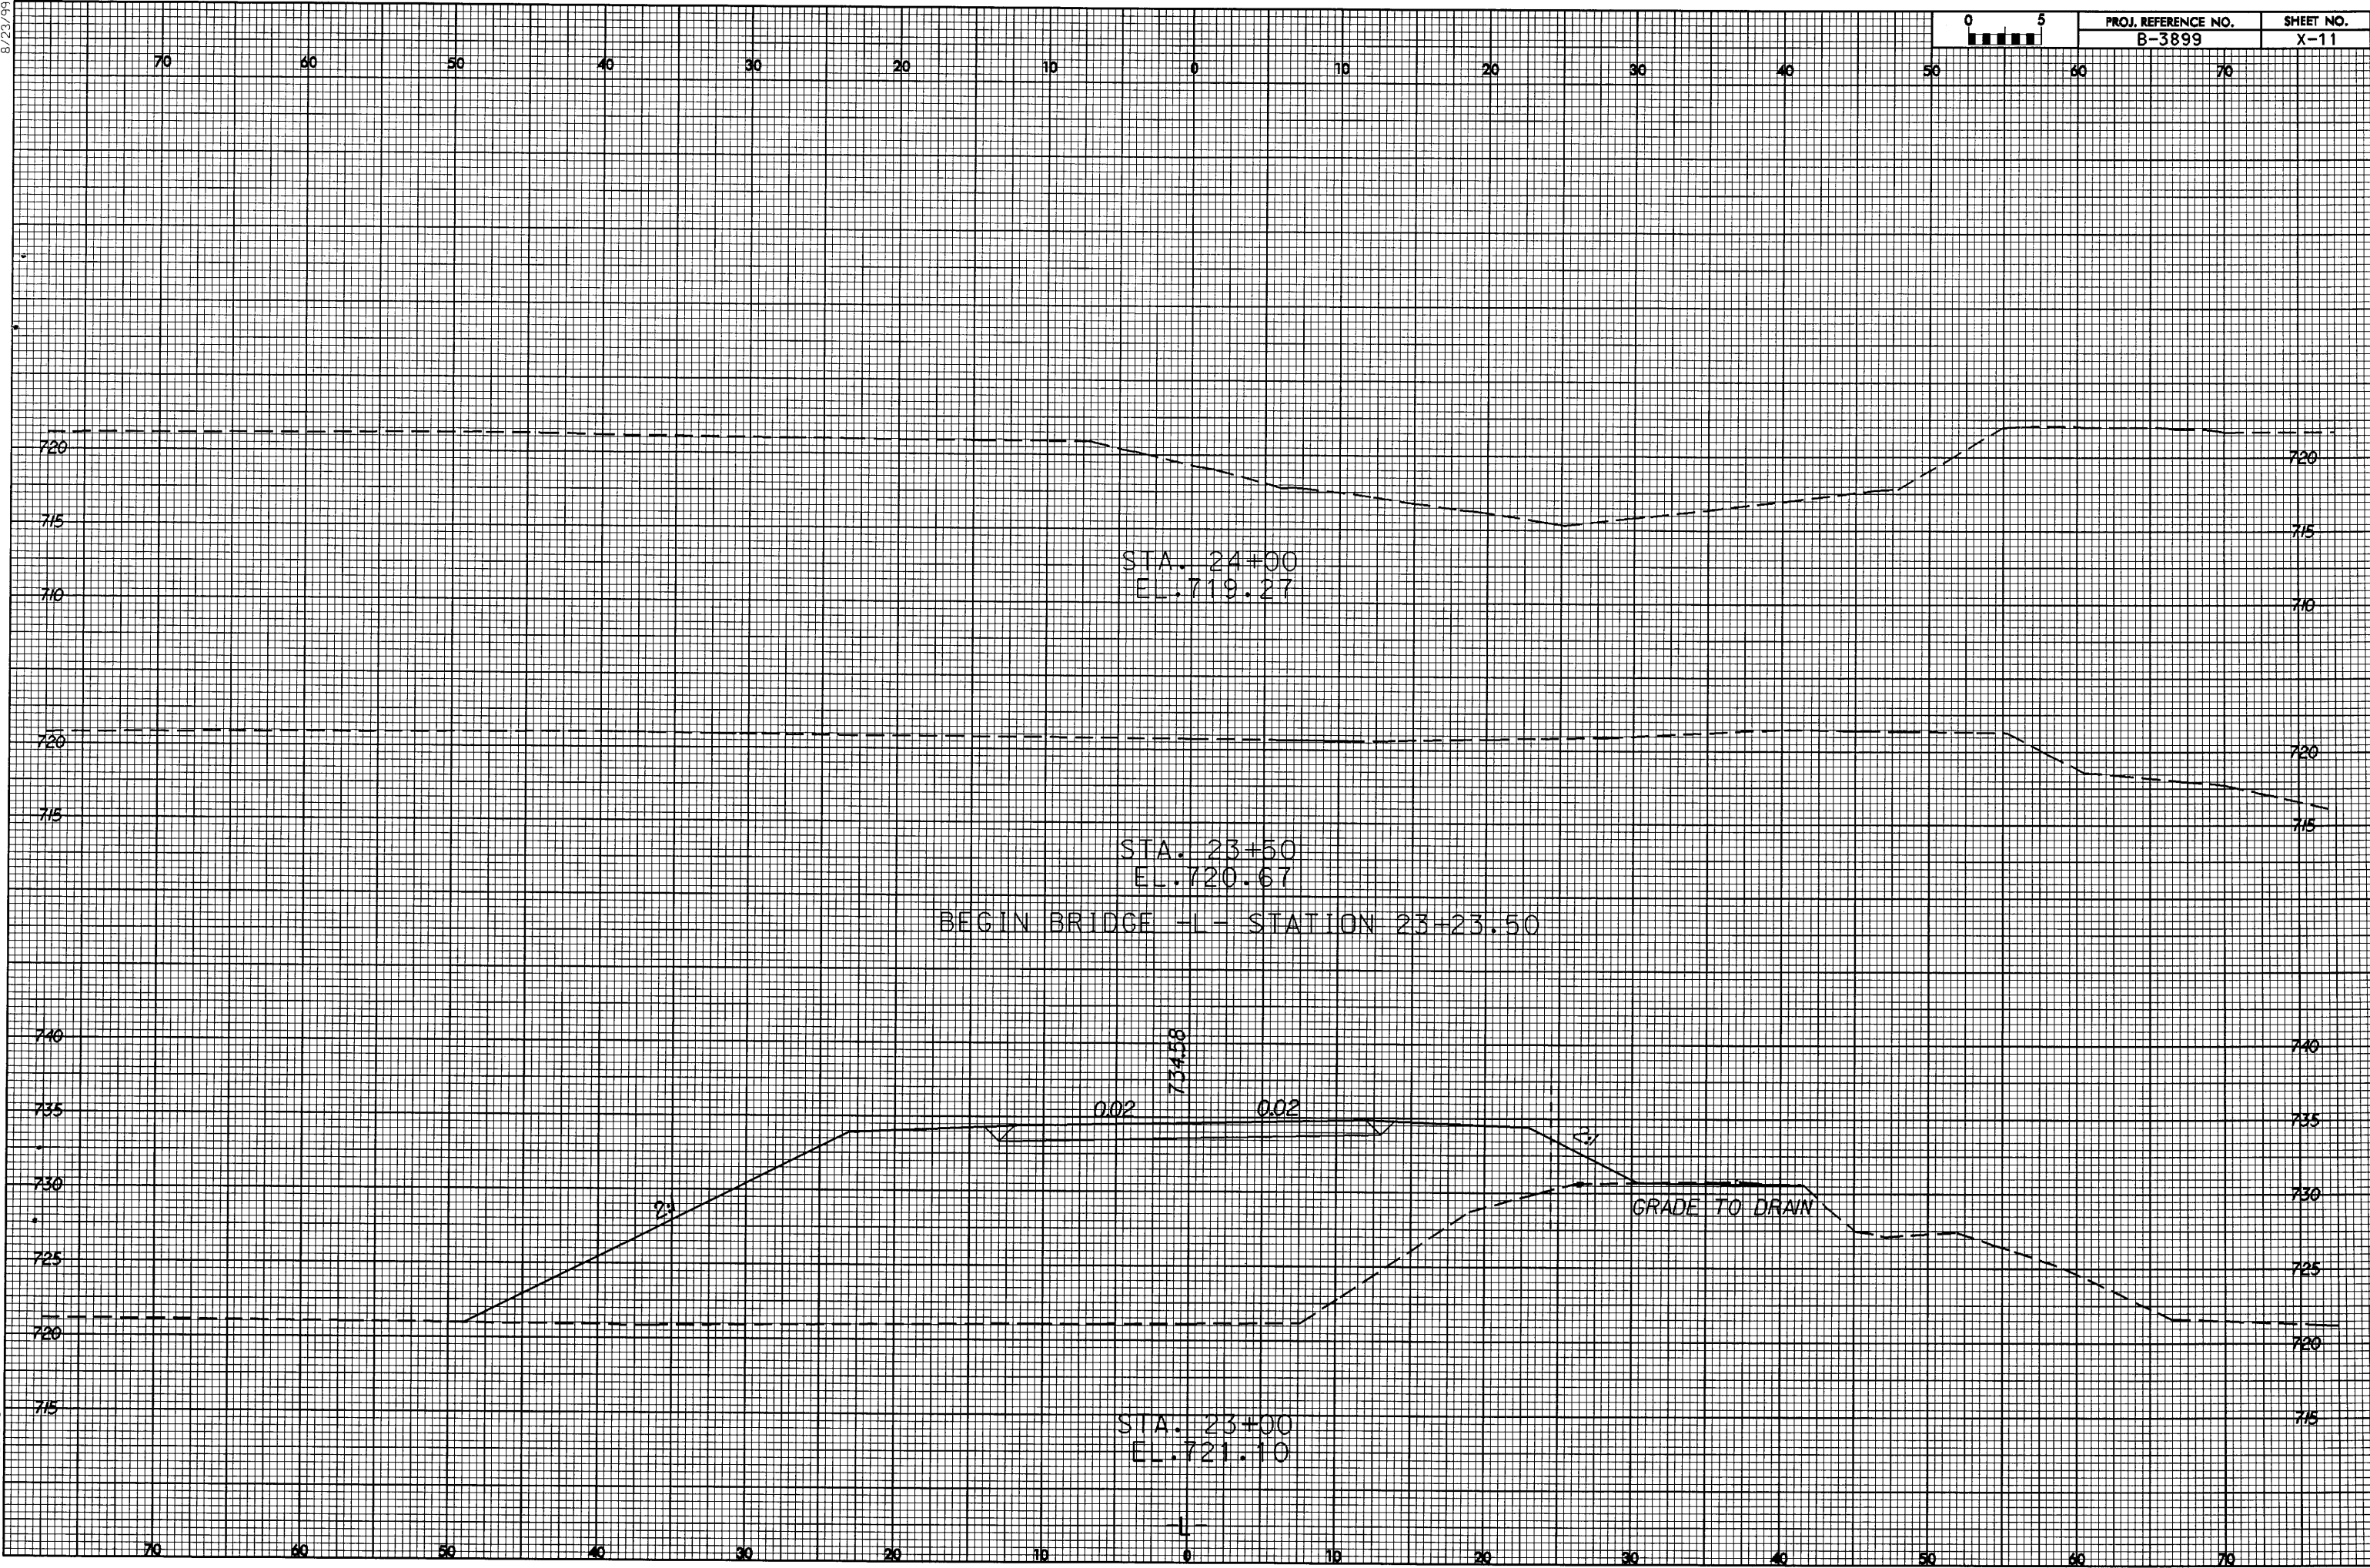 8/23/99
0 5 PROJ. REFERENCE NO. SHEET NO.
B-3899 X-11
70 60 50 40 30 20 10 0 10 20 30 40 50 60 70
720 720
715 715
STA. 24+00
EL.719.27
710 710
720 720
715 715
STA. 23+50
EL.720.67
BEGIN BRIDGE -L- STATION 23+23.50
740 734.58 740
735 0.02 0.02 735
2:1
730 730
2:1 GRADE TO DRAIN
725 725
720 720
715 715
STA. 23+00
EL.721.10
-L-
70 60 50 40 30 20 10 0 10 20 30 40 50 60 70